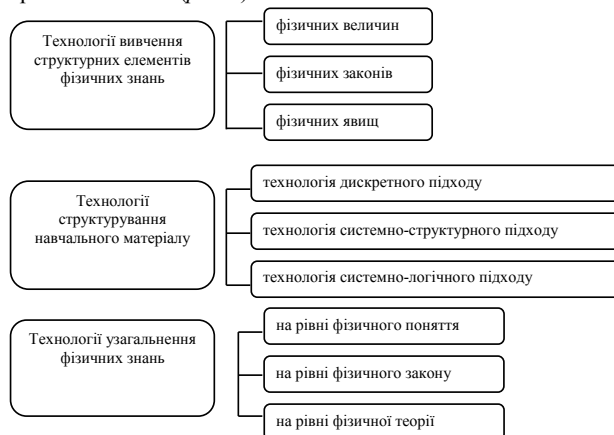 Технології вивчення
структурних елементів
фізичних знань
фізичних величин
фізичних законів
фізичних явищ
Технології
структурування
навчального матеріалу
технологія дискретного підходу
технологія системно-структурного підходу
технологія системно-логічного підходу
Технології узагальнення
фізичних знань
на рівні фізичного поняття
на рівні фізичного закону
на рівні фізичної теорії